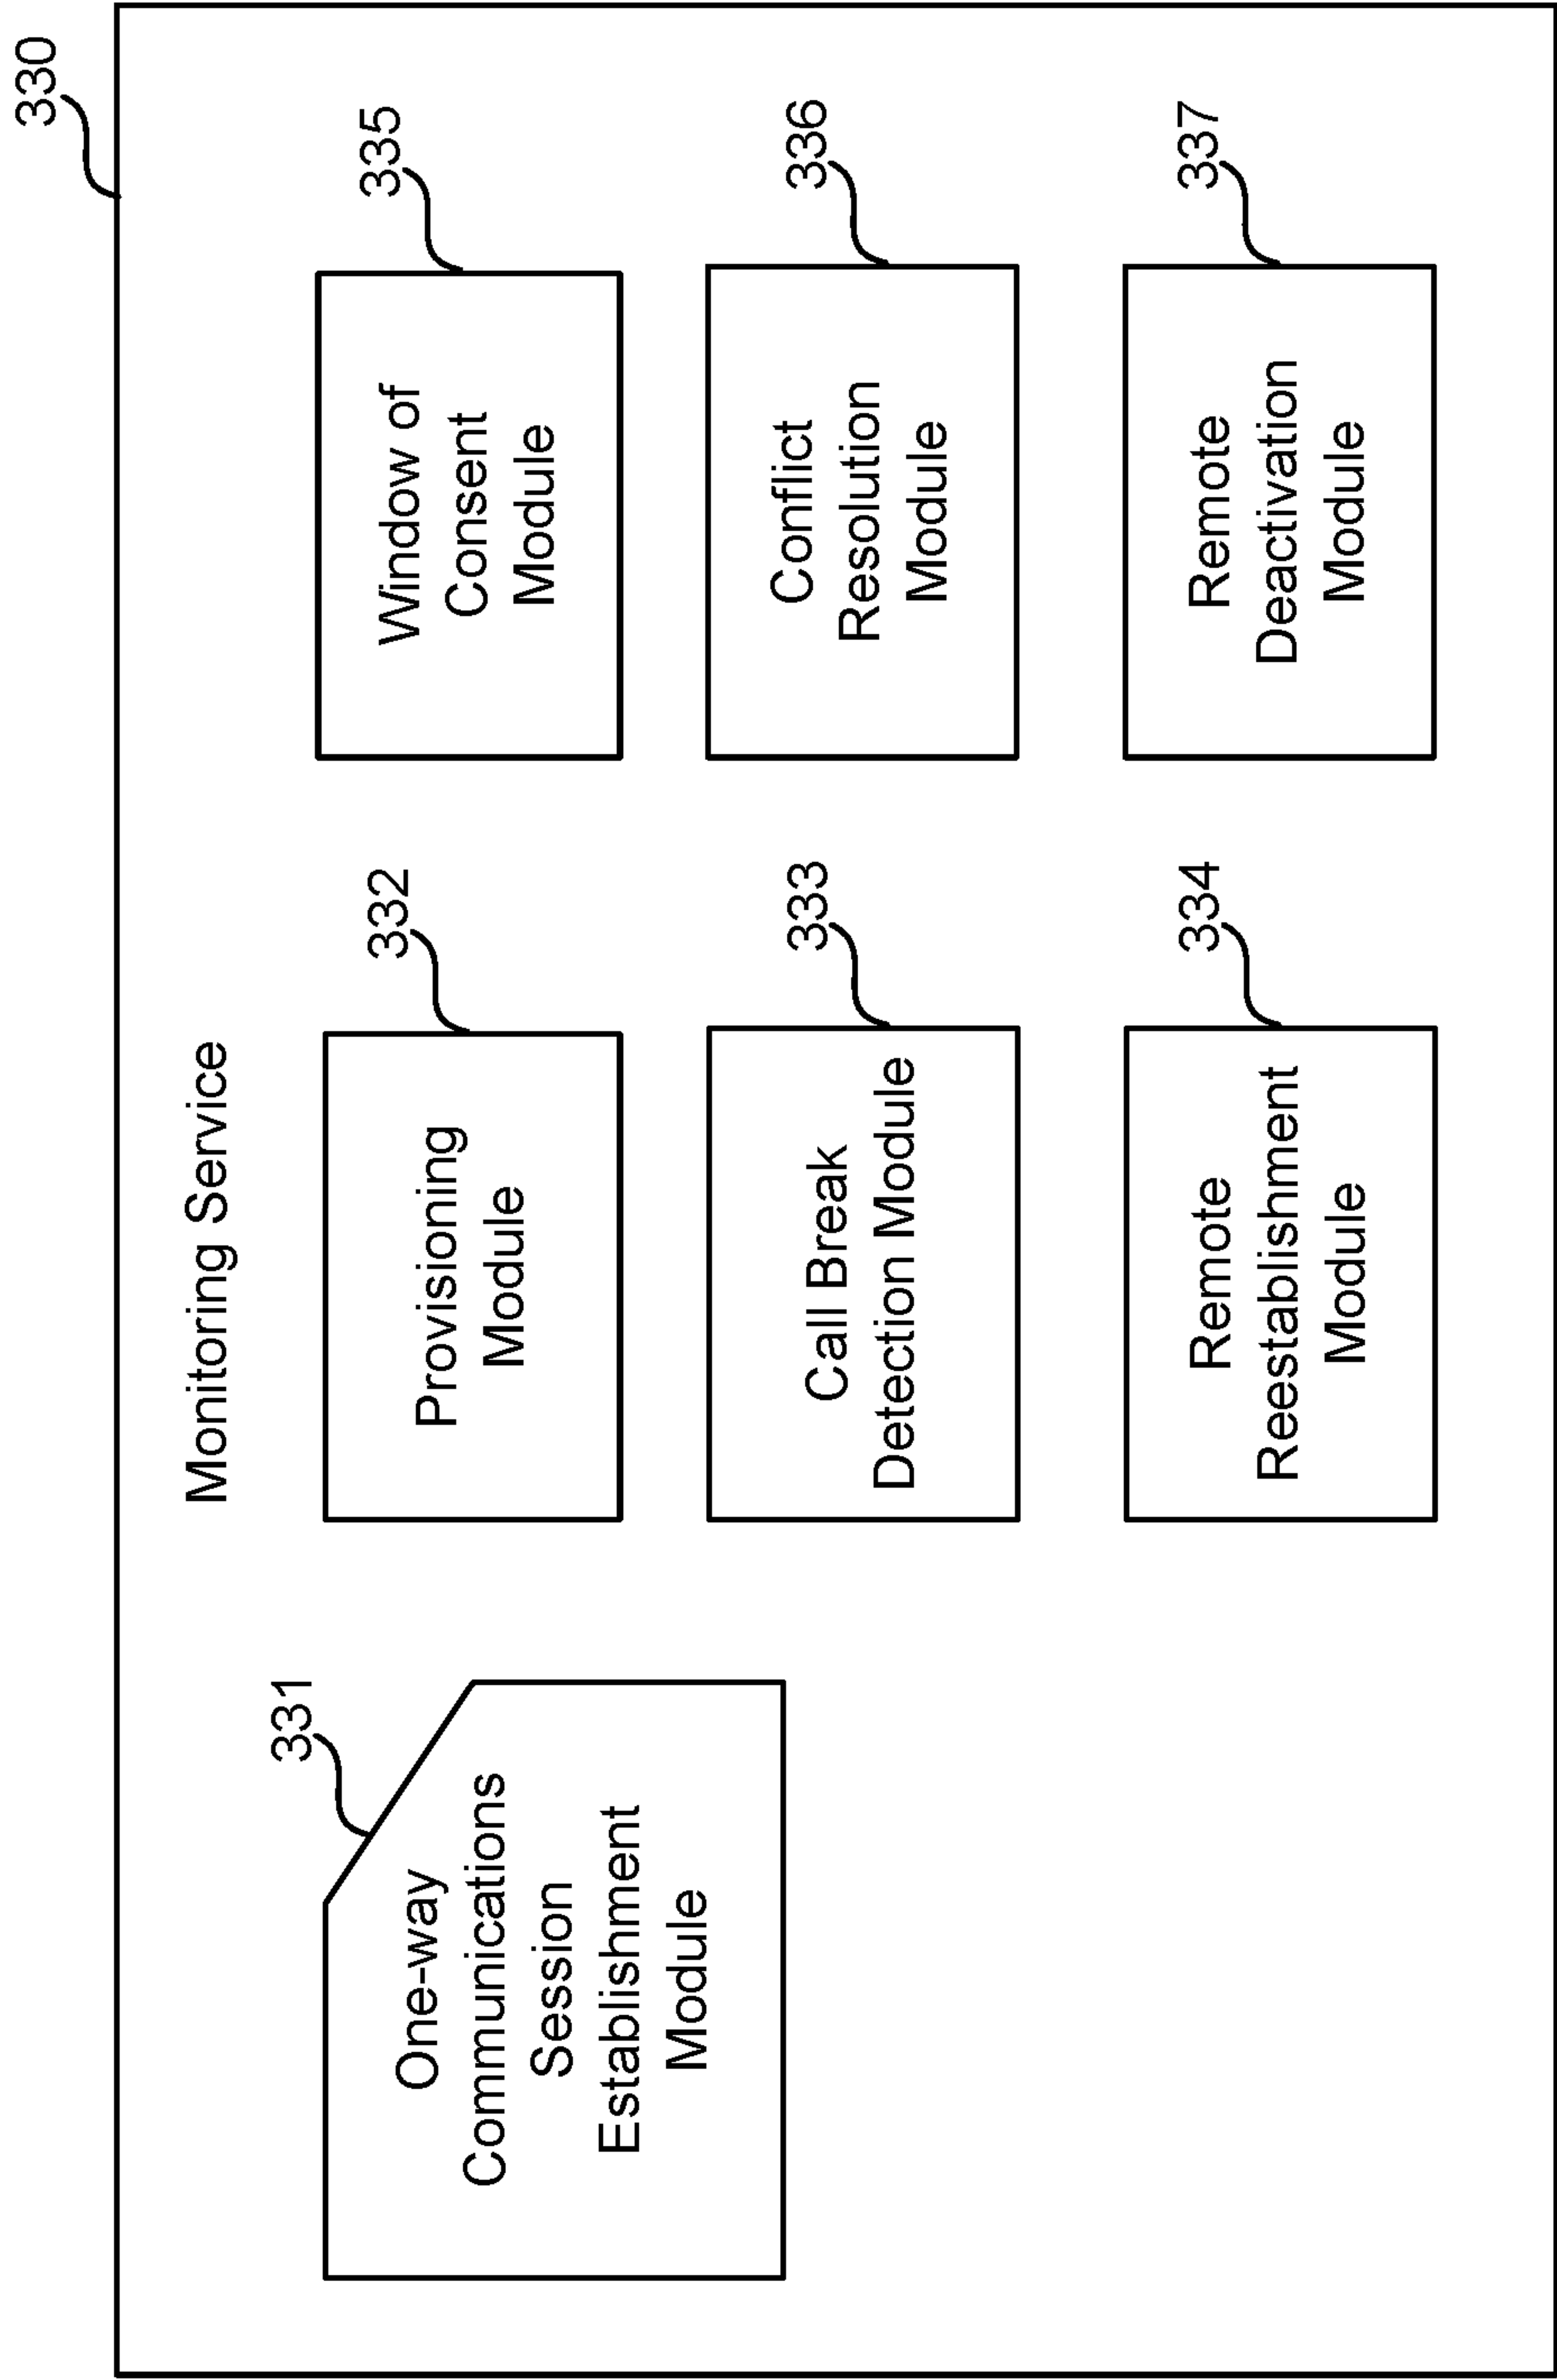 330
Monitoring Service
331
One-way
Communications
Session
Establishment
Module
332
Provisioning
Module
333
Call Break
Detection Module
334
Remote
Reestablishment
Module
335
Window of
Consent
Module
336
Conflict
Resolution
Module
337
Remote
Deactivation
Module